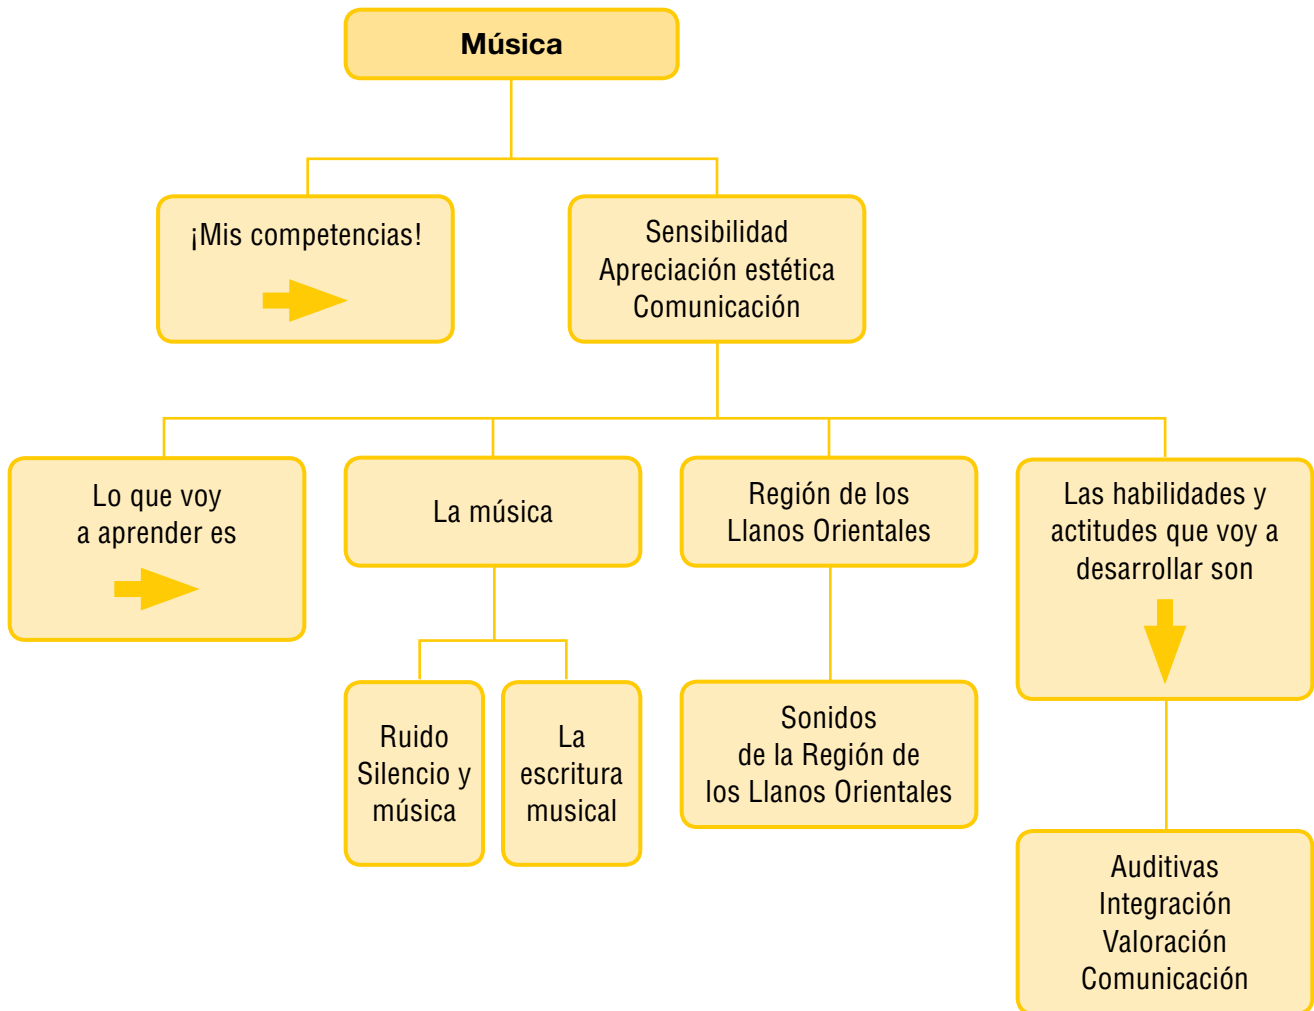 Música
¡Mis competencias!
Sensibilidad
Apreciación estética
Comunicación
Lo que voy
a aprender es
La música
Región de los
Llanos Orientales
Las habilidades y
actitudes que voy a
desarrollar son
Ruido
Silencio y
música
La
escritura
musical
Sonidos
de la Región de
los Llanos Orientales
Auditivas
Integración
Valoración
Comunicación